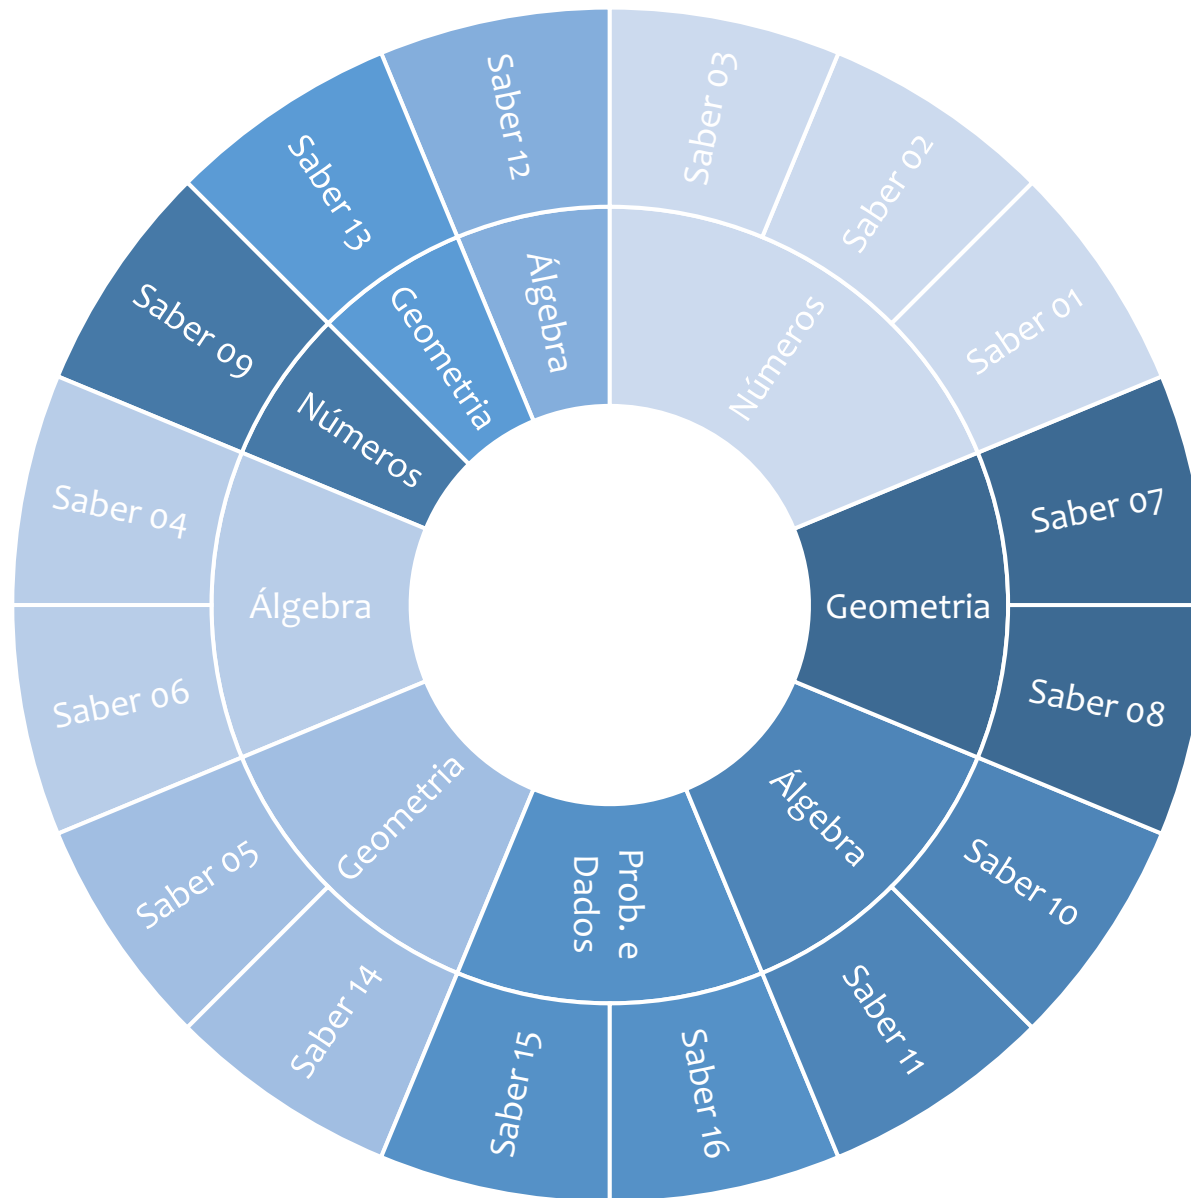 Saber 03
Saber 02
Saber 01
Números
Saber 07
Saber 08
Geometria
Saber 10
Saber 11
Álgebra
Saber 16
Saber 15
Prob. e
Dados
Saber 14
Saber 05
Geometria
Saber 06
Saber 04
Álgebra
Saber 09
Números
Saber 13
Geometria
Saber 12
Álgebra